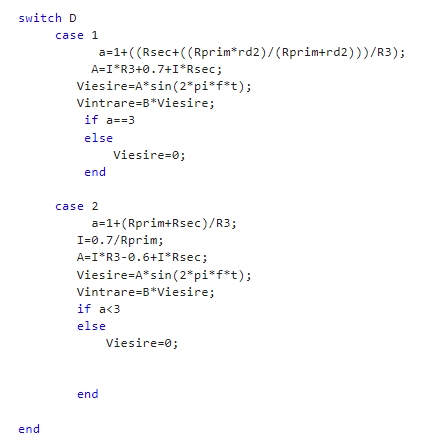 switch D
case 1
a=1+((Rsec+((Rprim*rd2)/(Rprim+rd2)))/R3);
A=I*R3+0.7+I*Rsec;
Viesire=A*sin(2*pi*f*t);
Vintrare=B*Viesire;
if a==3
else
Viesire=0;
end
case 2
a=1+(Rprim+Rsec)/R3;
I=0.7/Rprim;
A=I*R3-0.6+I*Rsec;
Viesire=A*sin(2*pi*f*t);
Vintrare=B*Viesire;
if a<3
else
Viesire=0;
end
end